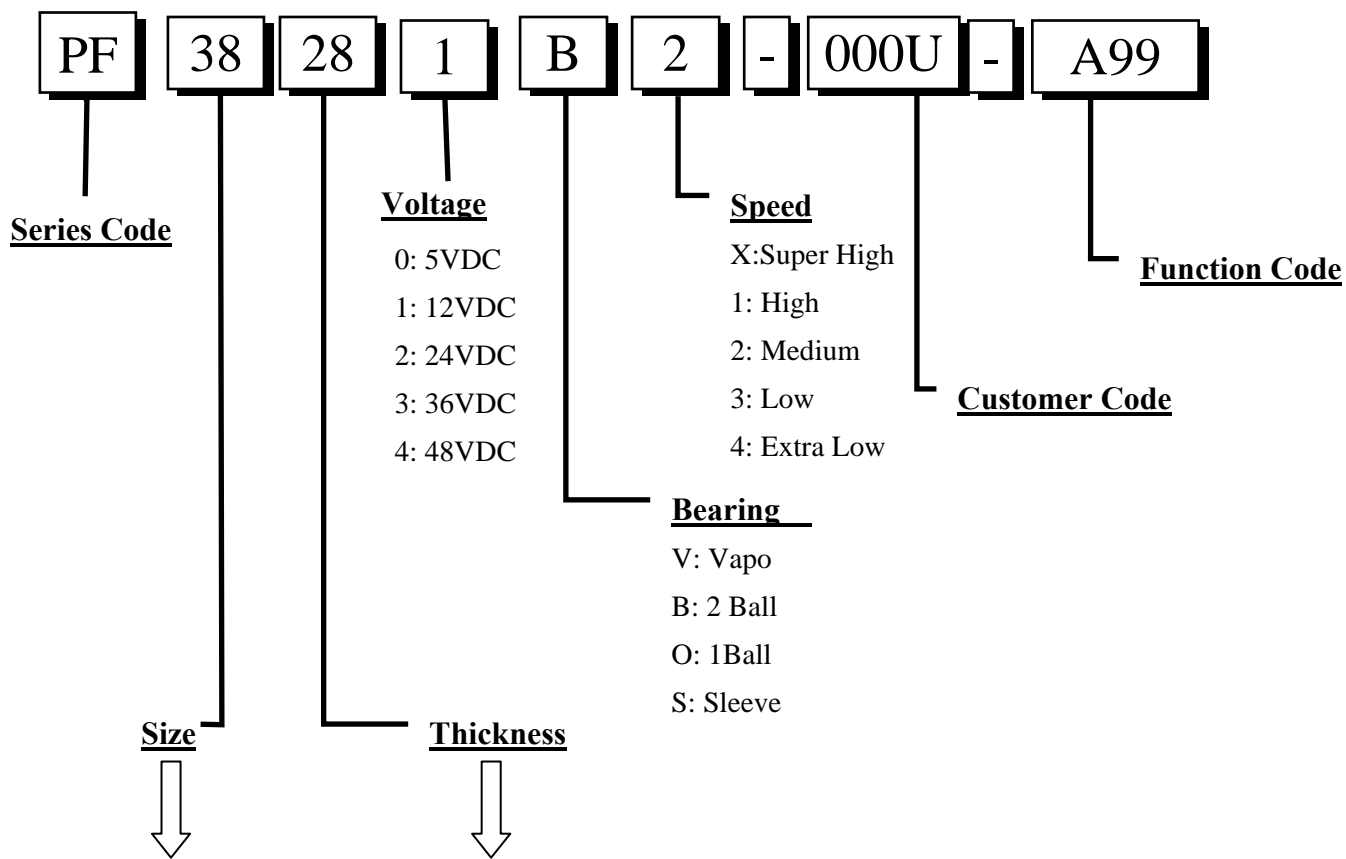 PF 38 28 1 B 2 - 000U - A99
Series Code
Voltage
0: 5VDC
1: 12VDC
2: 24VDC
3: 36VDC
4: 48VDC
Speed
X:Super High
1: High
2: Medium
3: Low
4: Extra Low
Function Code
Customer Code
Bearing
V: Vapo
B: 2 Ball
O: 1Ball
S: Sleeve
Size
Thickness